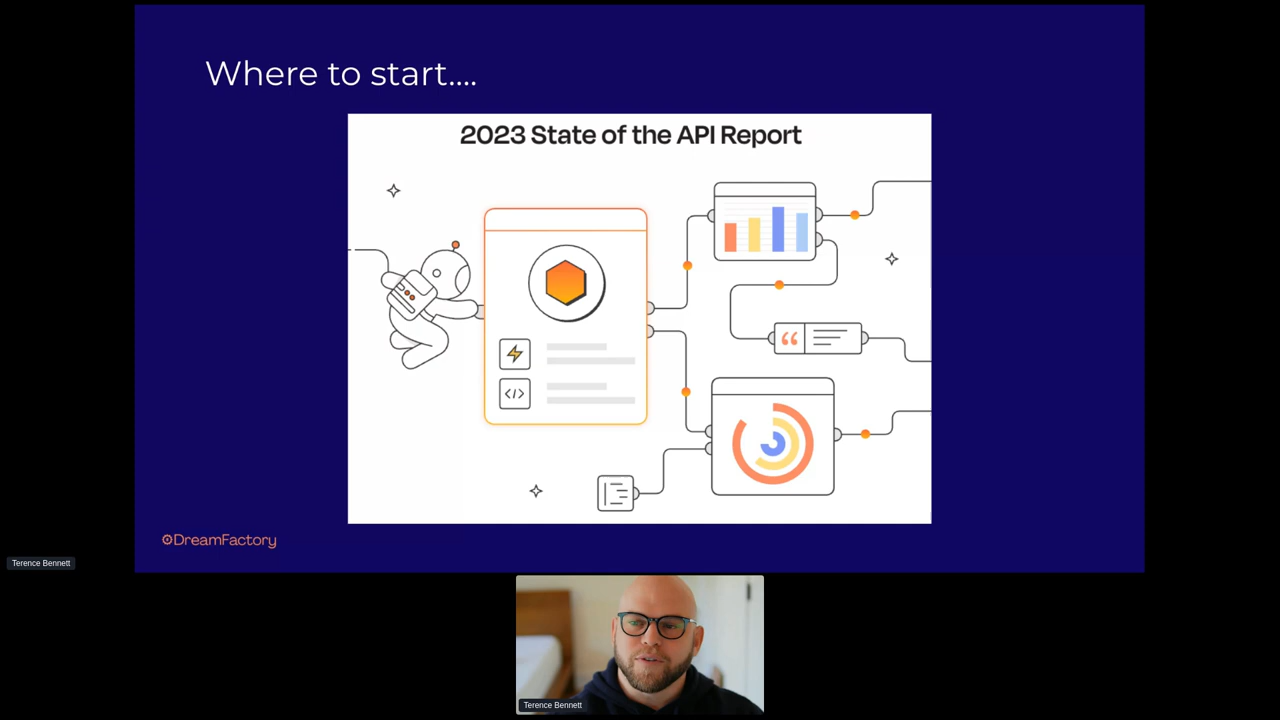 Where to start....
2023 State of the API Report
</>
“
DreamFactory
Terence Bennett
Terence Bennett